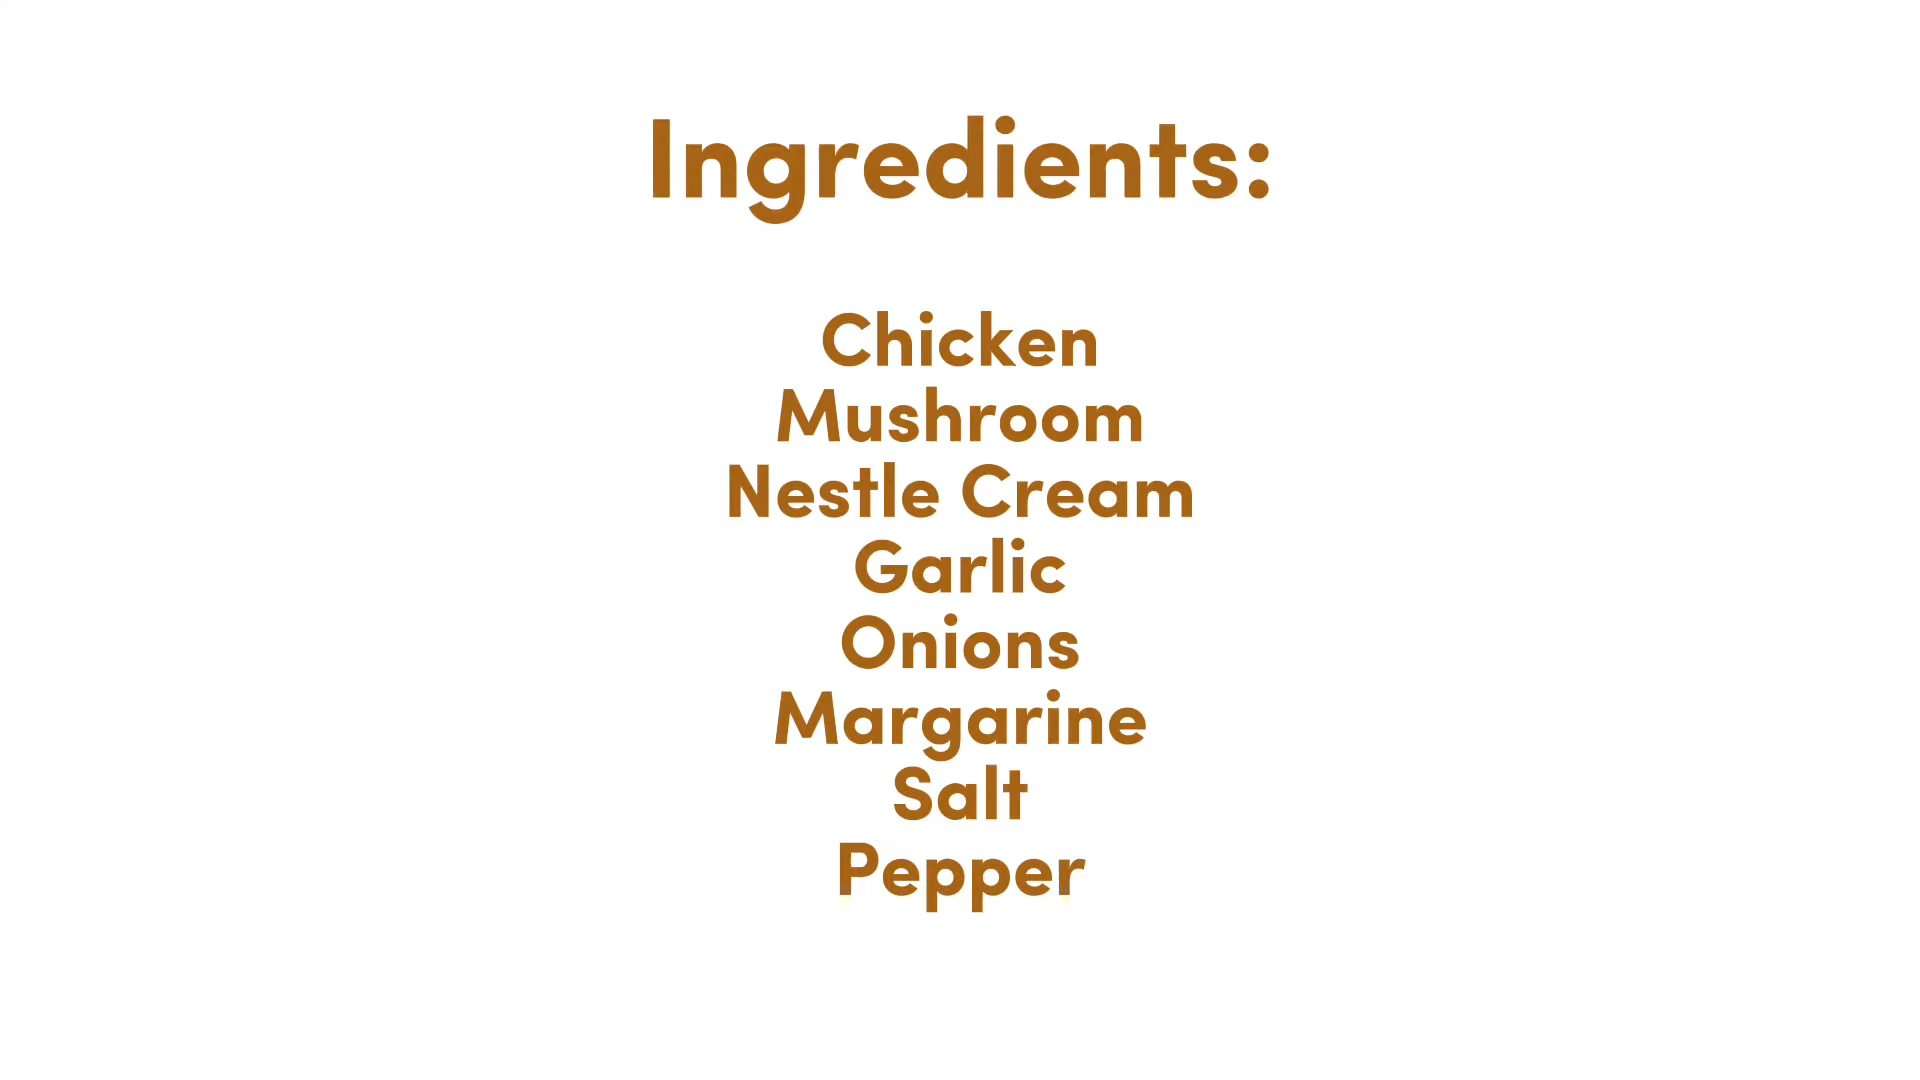 Ingredients:
Chicken
Mushroom
Nestle Cream
Garlic
Onions
Margarine
Salt
Pepper